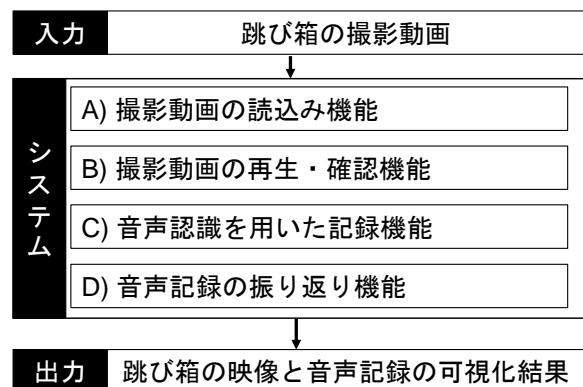 入力 跳び箱の撮影動画
システム
A) 撮影動画の読込み機能
B) 撮影動画の再生・確認機能
C) 音声認識を用いた記録機能
D) 音声記録の振り返り機能
出力 跳び箱の映像と音声記録の可視化結果